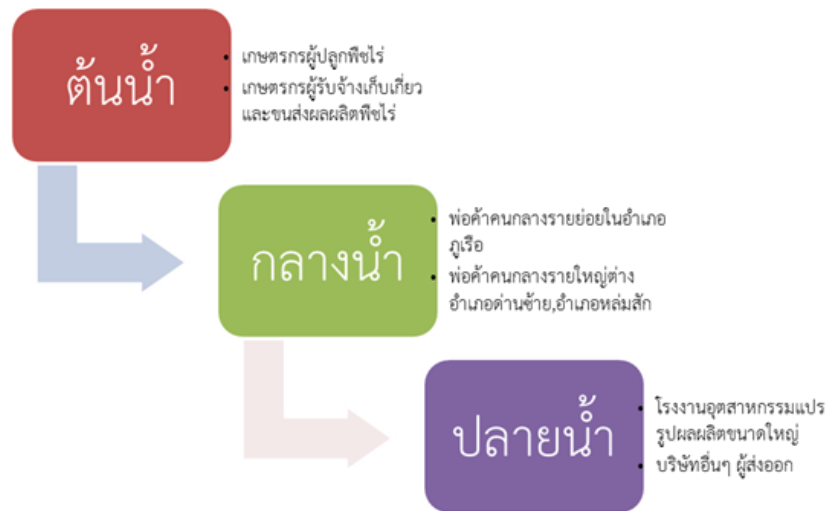 ต้นน้ำ
• เกษตรกรผู้ปลูกพืชไร่
• เกษตรกรผู้รับจ้างเก็บเกี่ยว
และขนส่งผลผลิตพืชไร่
กลางน้ำ
• พ่อค้าคนกลางรายย่อยในอำเภอ
ภูเรือ
• พ่อค้าคนกลางรายใหญ่ต่าง
อำเภอด่านซ้าย,อำเภอหล่มสัก
ปลายน้ำ
• โรงงานอุตสาหกรรมแปร
รูปผลผลิตขนาดใหญ่
• บริษัทอื่นๆ ผู้ส่งออก